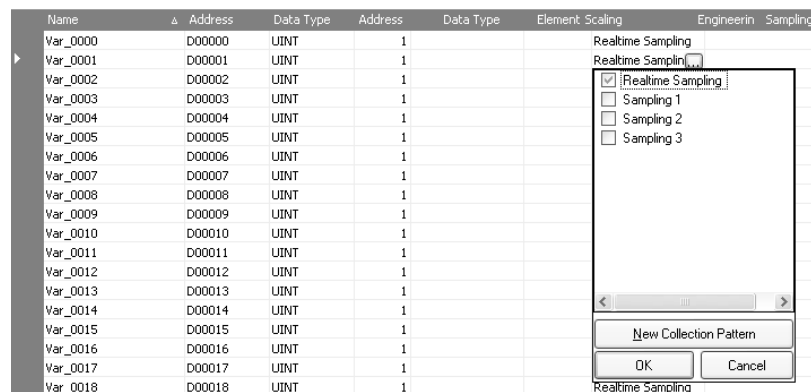 Name Address Data Type Address Data Type Element Scaling Engineerin Sampling
Var_0000 D00000 UINT 1 Realtime Sampling
Var_0001 D00001 UINT 1 Realtime Samplin ...
Var_0002 D00002 UINT 1 Realtime Sampling
Var_0003 D00003 UINT 1 Sampling 1
Var_0004 D00004 UINT 1 Sampling 2
Var_0005 D00005 UINT 1 Sampling 3
Var_0006 D00006 UINT 1
Var_0007 D00007 UINT 1
Var_0008 D00008 UINT 1
Var_0009 D00009 UINT 1
Var_0010 D00010 UINT 1
Var_0011 D00011 UINT 1
Var_0012 D00012 UINT 1
Var_0013 D00013 UINT 1
Var_0014 D00014 UINT 1
Var_0015 D00015 UINT 1 New Collection Pattern
Var_0016 D00016 UINT 1
Var_0017 D00017 UINT 1 OK Cancel
Var_0018 D00018 UINT 1 Realtime Sampling